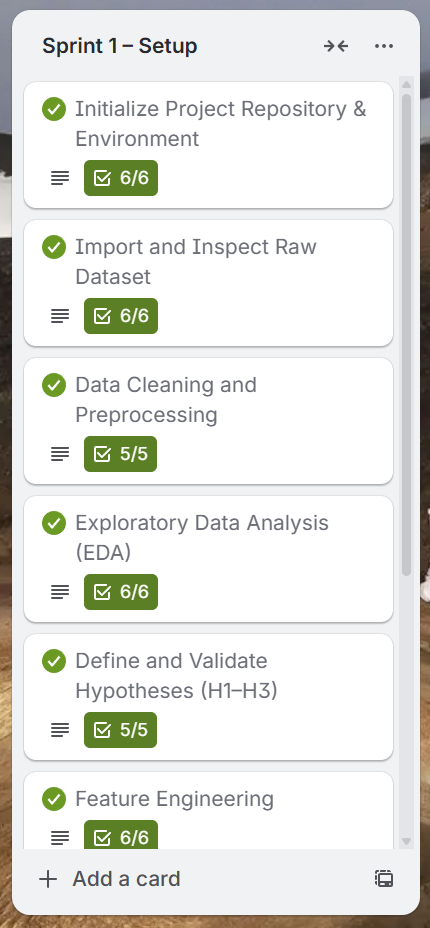 Sprint 1 – Setup
Initialize Project Repository &
Environment
6/6
Import and Inspect Raw
Dataset
6/6
Data Cleaning and
Preprocessing
5/5
Exploratory Data Analysis
(EDA)
6/6
Define and Validate
Hypotheses (H1–H3)
5/5
Feature Engineering
6/6
Add a card